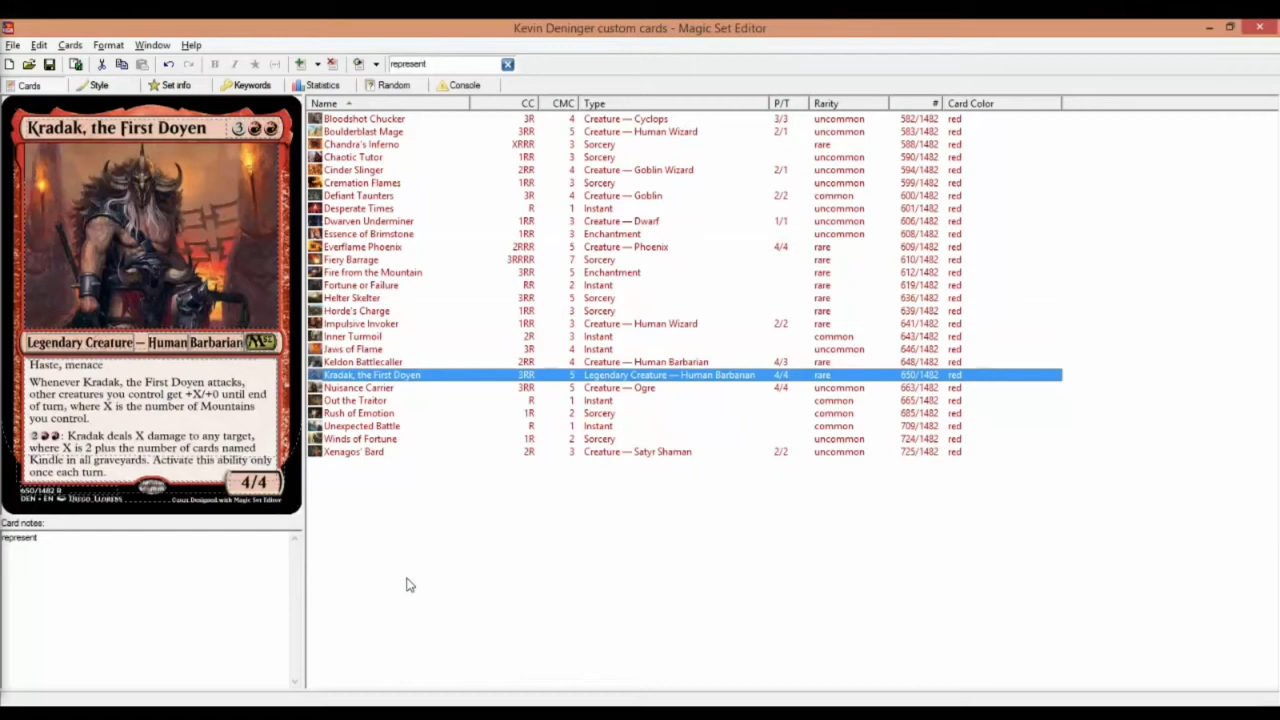 Kevin Deninger custom cards - Magic Set Editor
File Edit Cards Format Window Help
B I represent
Cards Style Set info Keywords Statistics Random Console
Kradak, the First Doyen 3
Legendary Creature — Human Barbarian
Haste, menace
Whenever Kradak, the First Doyen attacks,
other creatures you control get +X/+0 until end
of turn, where X is the number of Mountains
you control.
2: Kradak deals X damage to any target,
where X is 2 plus the number of cards named
Kindle in all graveyards. Activate this ability only
once each turn.
4/4
650/1482 R
DEN • EN Diego Llorens
Designed with Magic Set Editor
Card notes:
represent
Name CC CMC Type P/T Rarity # Card Color
Bloodshot Chucker 3R 4 Creature — Cyclops 3/3 uncommon 582/1482 red
Boulderblast Mage 3RR 5 Creature — Human Wizard 2/1 uncommon 583/1482 red
Chandra's Inferno XRRR 3 Sorcery rare 588/1482 red
Chaotic Tutor 1RR 3 Sorcery uncommon 590/1482 red
Cinder Slinger 2RR 4 Creature — Goblin Wizard 2/1 uncommon 594/1482 red
Cremation Flames 1RR 3 Sorcery uncommon 599/1482 red
Defiant Taunters 3R 4 Creature — Goblin 2/2 common 600/1482 red
Desperate Times R 1 Instant uncommon 601/1482 red
Dwarven Underminer 1RR 3 Creature — Dwarf 1/1 uncommon 606/1482 red
Essence of Brimstone 1RR 3 Enchantment uncommon 608/1482 red
Everflame Phoenix 2RRR 5 Creature — Phoenix 4/4 rare 609/1482 red
Fiery Barrage 3RRRR 7 Sorcery rare 610/1482 red
Fire from the Mountain 3RR 5 Enchantment rare 612/1482 red
Fortune or Failure RR 2 Instant rare 619/1482 red
Helter Skelter 3RR 5 Sorcery rare 636/1482 red
Horde's Charge 1RR 3 Sorcery rare 639/1482 red
Impulsive Invoker 1RR 3 Creature — Human Wizard 2/2 rare 641/1482 red
Inner Turmoil 2R 3 Instant common 643/1482 red
Jaws of Flame 3R 4 Instant uncommon 646/1482 red
Keldon Battlecaller 2RR 4 Creature — Human Barbarian 4/3 rare 648/1482 red
Kradak, the First Doyen 3RR 5 Legendary Creature — Human Barbarian 4/4 rare 650/1482 red
Nuisance Carrier 3RR 5 Creature — Ogre 4/4 uncommon 663/1482 red
Out the Traitor R 1 Instant common 665/1482 red
Rush of Emotion 1R 2 Sorcery common 685/1482 red
Unexpected Battle R 1 Instant common 709/1482 red
Winds of Fortune 1R 2 Sorcery uncommon 724/1482 red
Xenagos' Bard 2R 3 Creature — Satyr Shaman 2/2 uncommon 725/1482 red